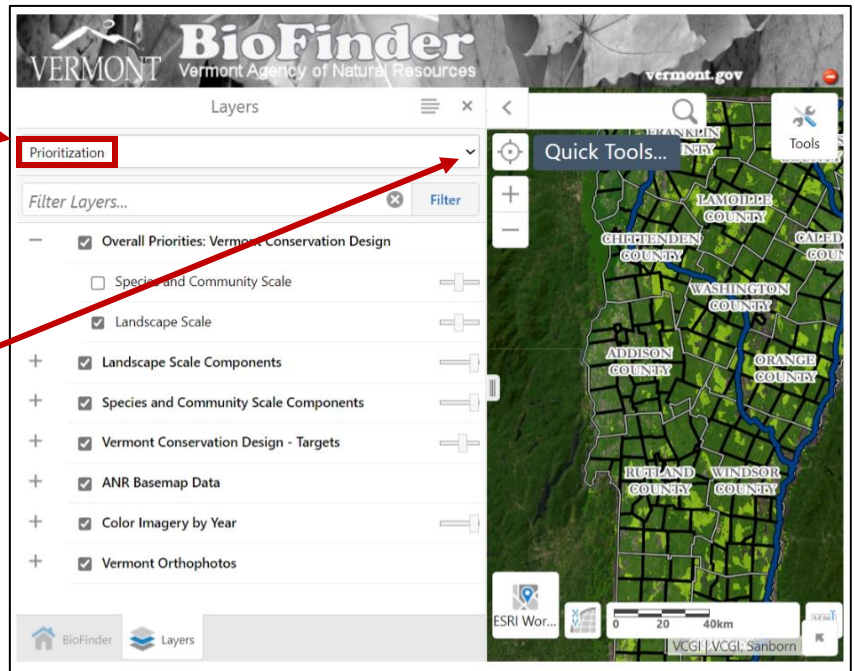 VERMONT
BioFinder
Vermont Agency of Natural Resources
vermont.gov
Layers
Prioritization
Filter Layers...
Filter
Overall Priorities: Vermont Conservation Design
Species and Community Scale
Landscape Scale
Landscape Scale Components
Species and Community Scale Components
Vermont Conservation Design - Targets
ANR Basemap Data
Color Imagery by Year
Vermont Orthophotos
BioFinder
Layers
Tools
Quick Tools...
FRANKLIN
COUNTY
LAMOILLE
COUNTY
CHITTENDEN
COUNTY
CALED
COUN
WASHINGTON
COUNTY
ADDISON
COUNTY
ORANGE
COUNTY
RUTLAND
COUNTY
WINDSOR
COUNTY
ESRI Wor...
0 20 40km
VCGI | VCGI, Sanborn